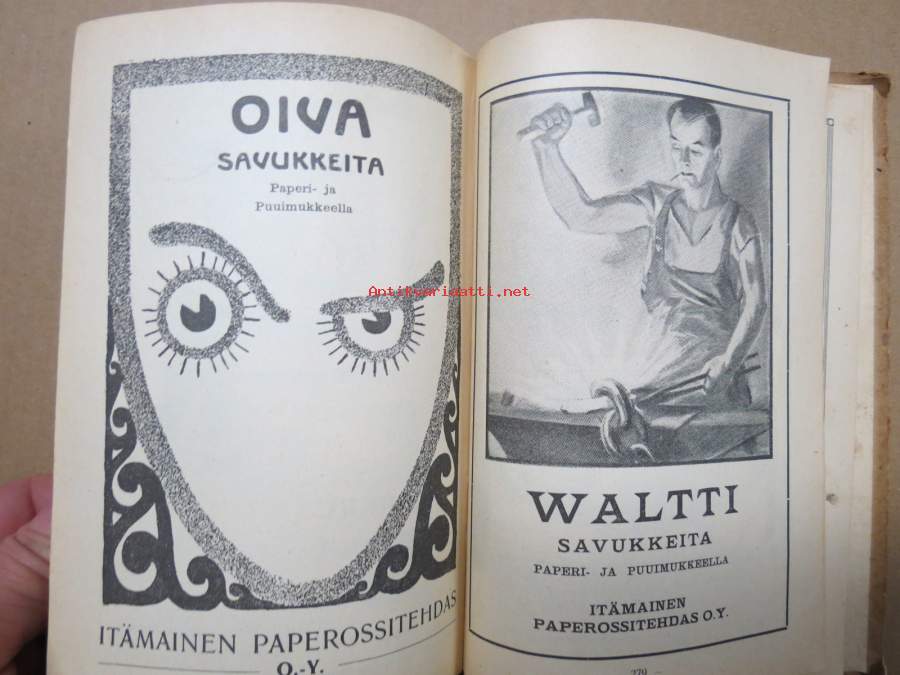 OIVA
SAVUKKEITA
Paperi- ja
Puuimukkeella
ITÄMAINEN PAPEROSSITEHDAS
O.-Y.
Antikvariaatti.net
WALTTI
SAVUKKEITA
PAPERI- JA PUUIMUKKEELLA
ITÄMAINEN
PAPEROSSITEHDAS O.Y.